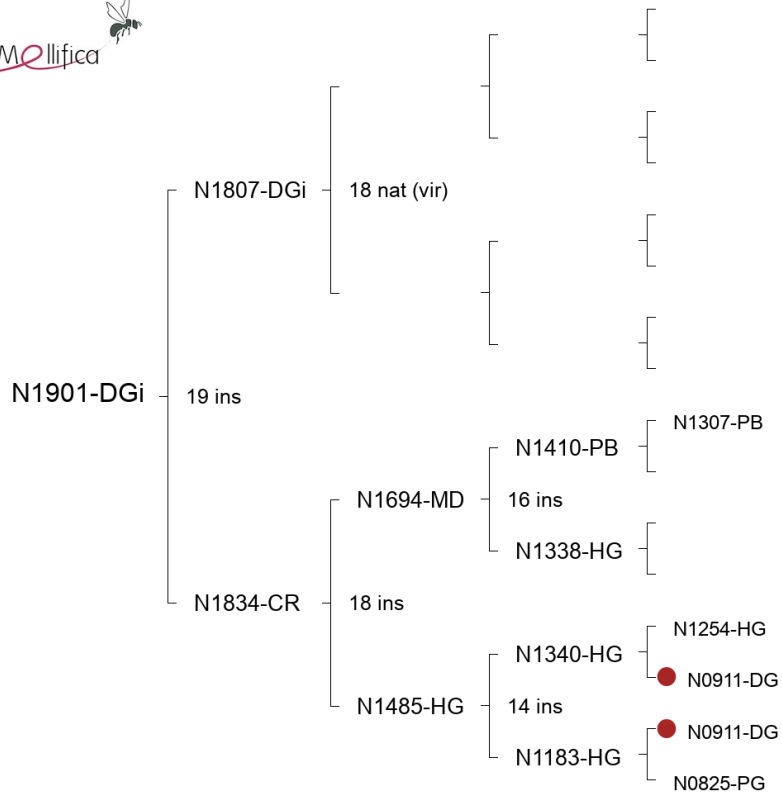 Mellifica
N1807-DGi
18 nat (vir)
N1901-DGi
19 ins
N1307-PB
N1410-PB
N1694-MD
16 ins
N1338-HG
N1834-CR
18 ins
N1254-HG
N1340-HG
N0911-DG
N1485-HG
14 ins
N0911-DG
N1183-HG
N0825-PG